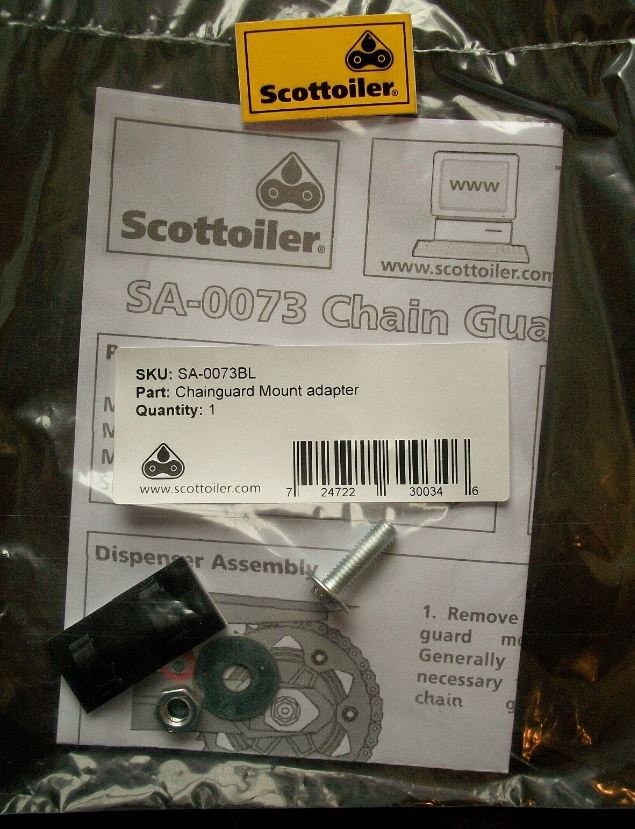 Scottoiler®
Scottoiler®
www
www.scottoiler.com
SA-0073 Chain Gua
SKU: SA-0073BL
Part: Chainguard Mount adapter
Quantity: 1
www.scottoiler.com
7 24722 30034 6
Dispenser Assembly
1. Remove
guard
Generally
necessary
chain g